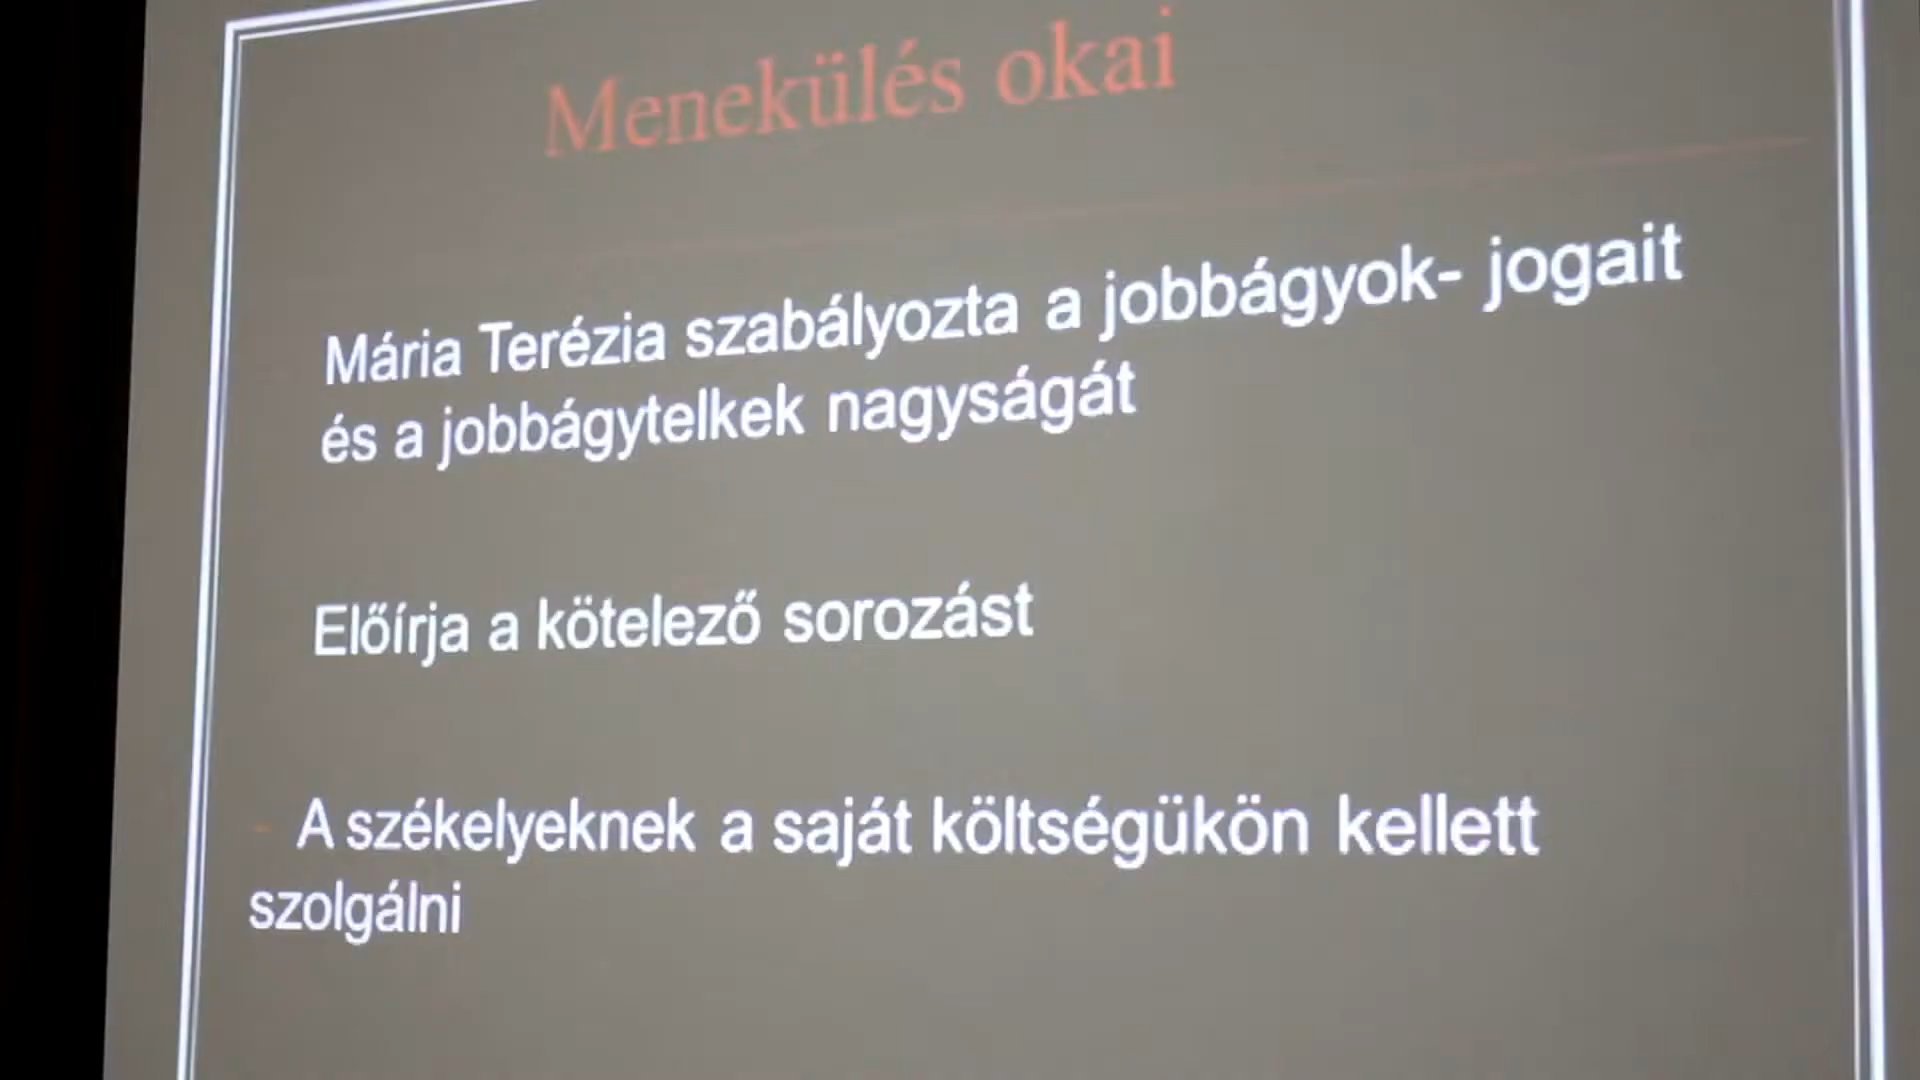 Menekülés okai
Mária Terézia szabályozta a jobbágyok- jogait
és a jobbágytelkek nagyságát
Előírja a kötelező sorozást
- A székelyeknek a saját költségükön kellett
szolgálni